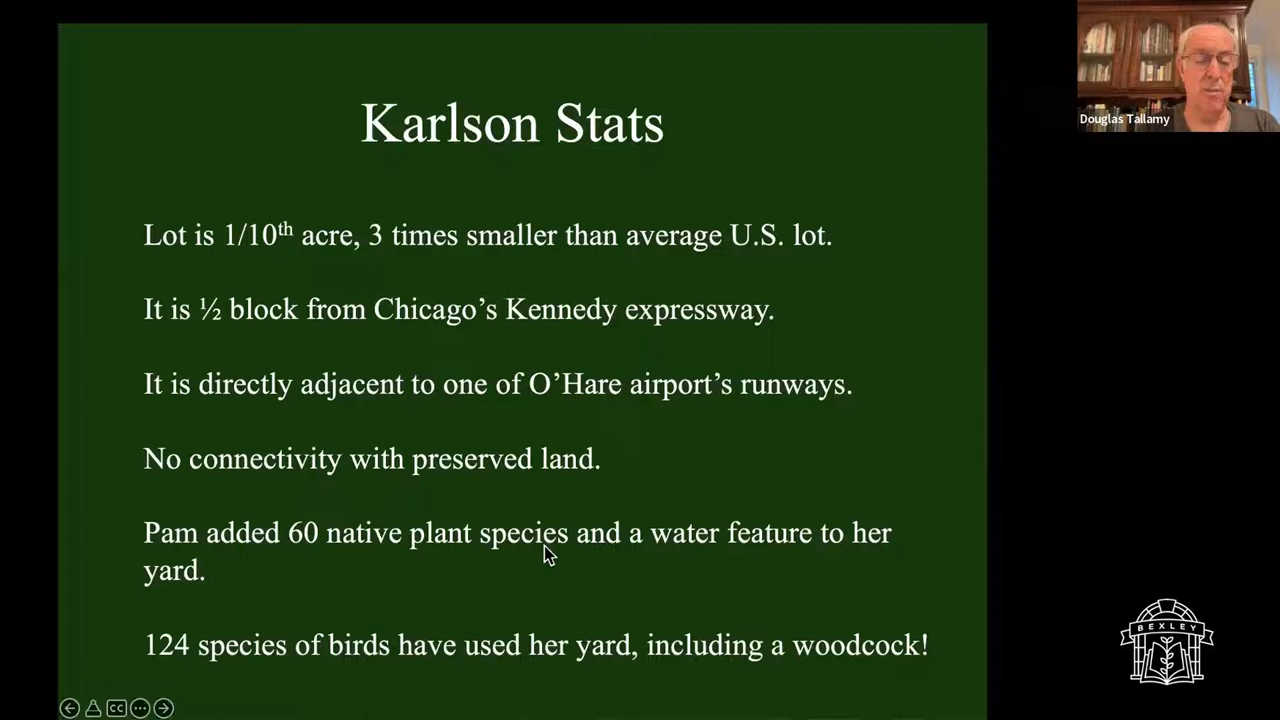 Karlson Stats
Lot is 1/10th acre, 3 times smaller than average U.S. lot.
It is ½ block from Chicago’s Kennedy expressway.
It is directly adjacent to one of O’Hare airport’s runways.
No connectivity with preserved land.
Pam added 60 native plant species and a water feature to her
yard.
124 species of birds have used her yard, including a woodcock!
Douglas Tallamy
BEXLEY
CC